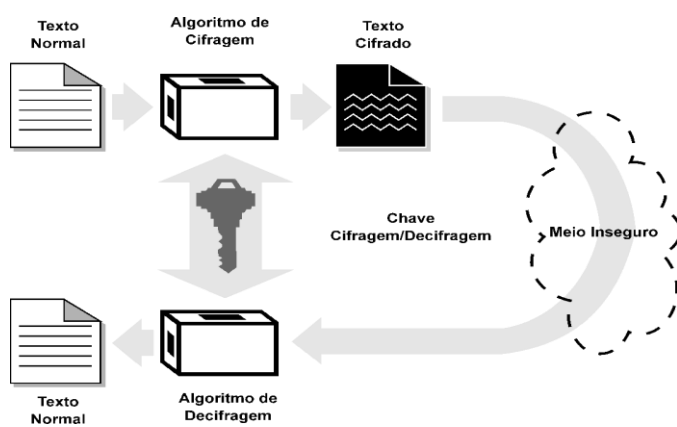 Texto
Normal
Algoritmo de
Cifragem
Texto
Cifrado
Chave
Cifragem/Decifragem
Meio Inseguro
Texto
Normal
Algoritmo de
Decifragem